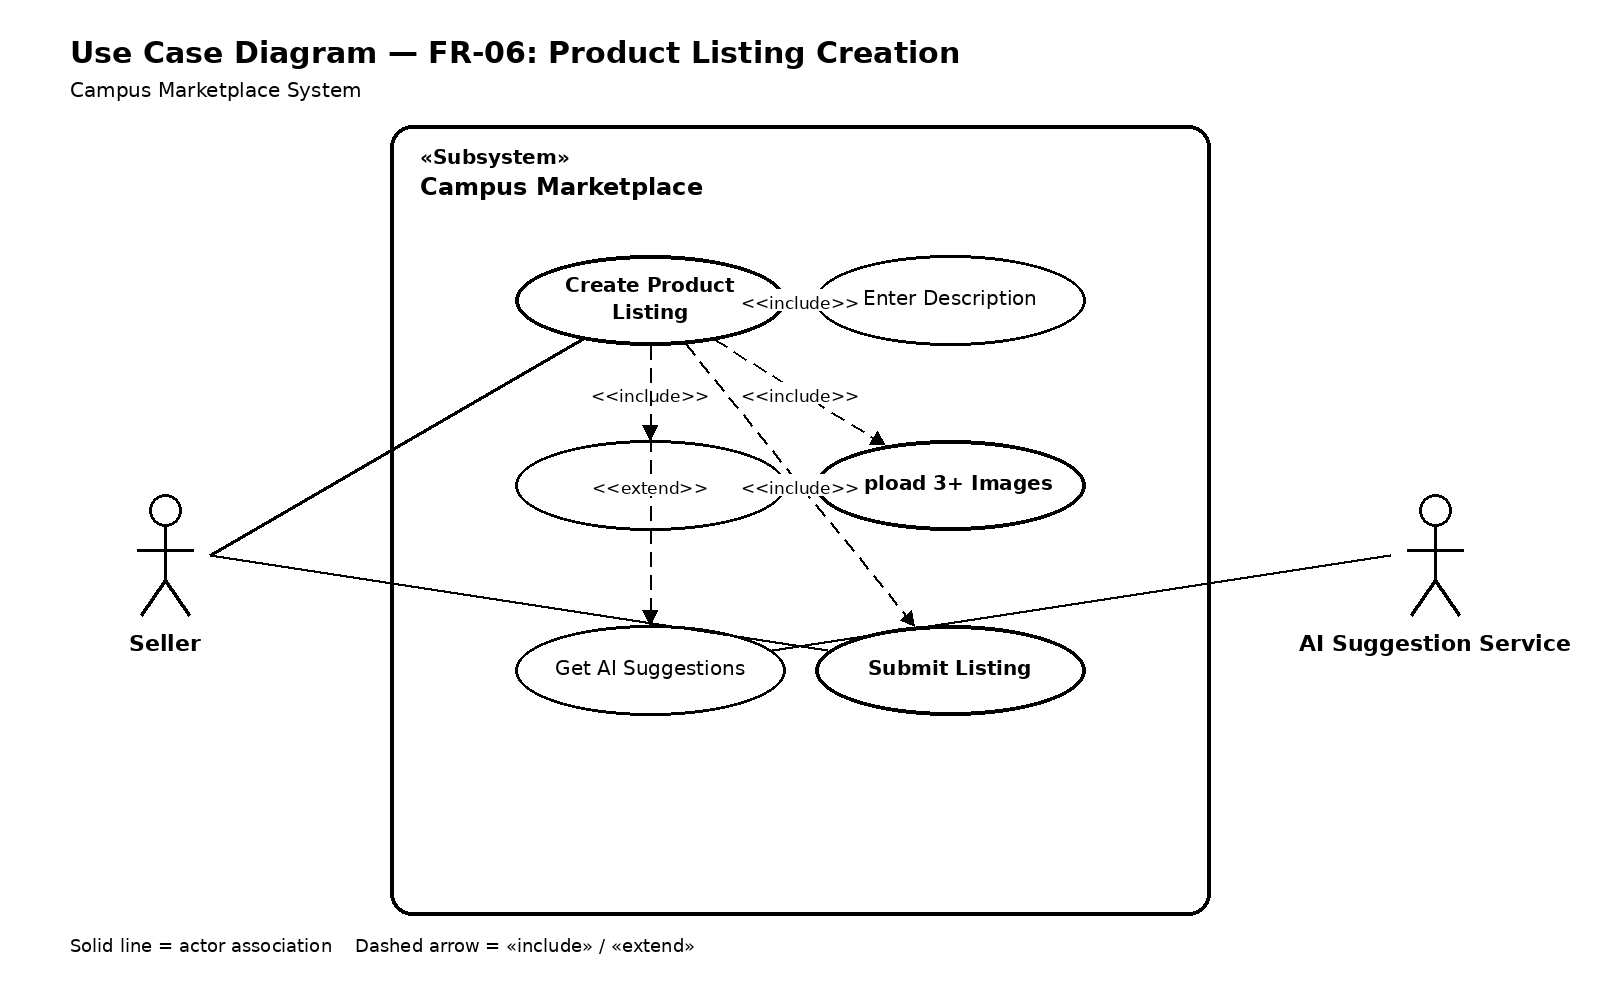 Use Case Diagram — FR-06: Product Listing Creation
Campus Marketplace System
«Subsystem»
Campus Marketplace
Create Product
Listing
<<include>>
Enter Description
<<include>>
<<include>>
<<extend>>
<<include>>
pload 3+ Images
Seller
AI Suggestion Service
Get AI Suggestions
Submit Listing
Solid line = actor association    Dashed arrow = «include» / «extend»